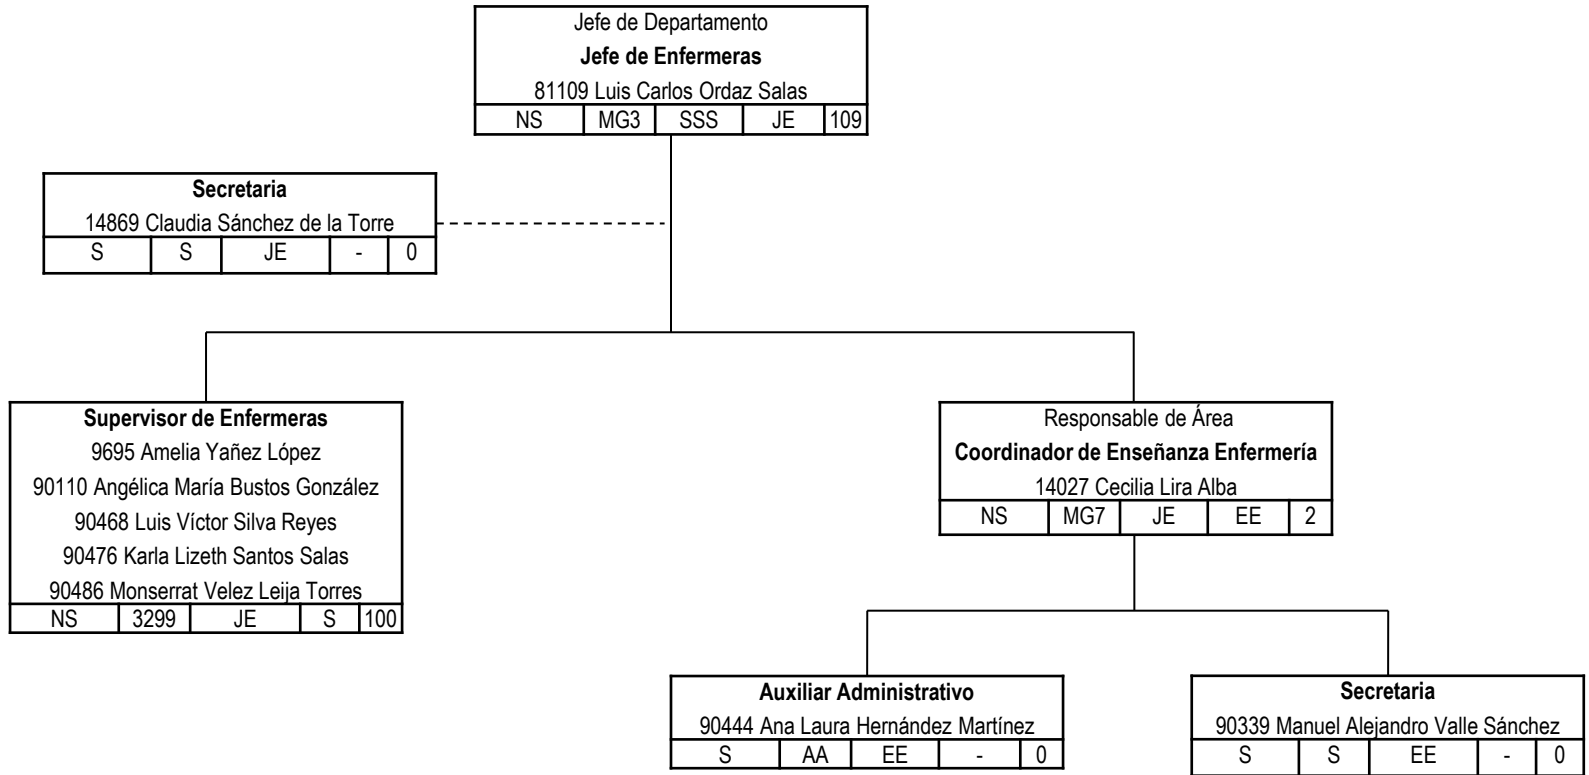 Jefe de Departamento
Jefe de Enfermeras
81109 Luis Carlos Ordaz Salas
NS MG3 SSS JE 109
Secretaria
14869 Claudia Sánchez de la Torre
S S JE - 0
Supervisor de Enfermeras
9695 Amelia Yañez López
90110 Angélica María Bustos González
90468 Luis Víctor Silva Reyes
90476 Karla Lizeth Santos Salas
90486 Monserrat Velez Leija Torres
NS 3299 JE S 100
Responsable de Área
Coordinador de Enseñanza Enfermería
14027 Cecilia Lira Alba
NS MG7 JE EE 2
Auxiliar Administrativo
90444 Ana Laura Hernández Martínez
S AA EE - 0
Secretaria
90339 Manuel Alejandro Valle Sánchez
S S EE - 0